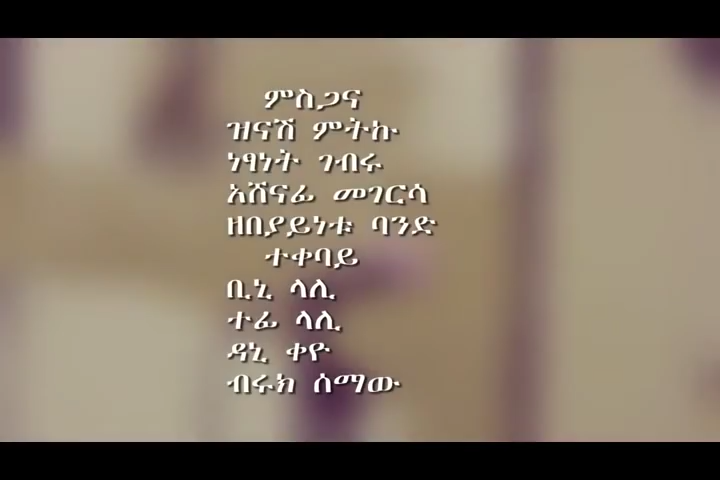 ምስጋና
ዝናሽ ምትኩ
ነፃነት ገብሩ
አሸናፊ መገርሳ
ዘበያይነቱ ባንድ
ተቀባይ
ቢኒ ላሊ
ተፊ ላሊ
ዳኒ ቀዮ
ብሩክ ሰማው